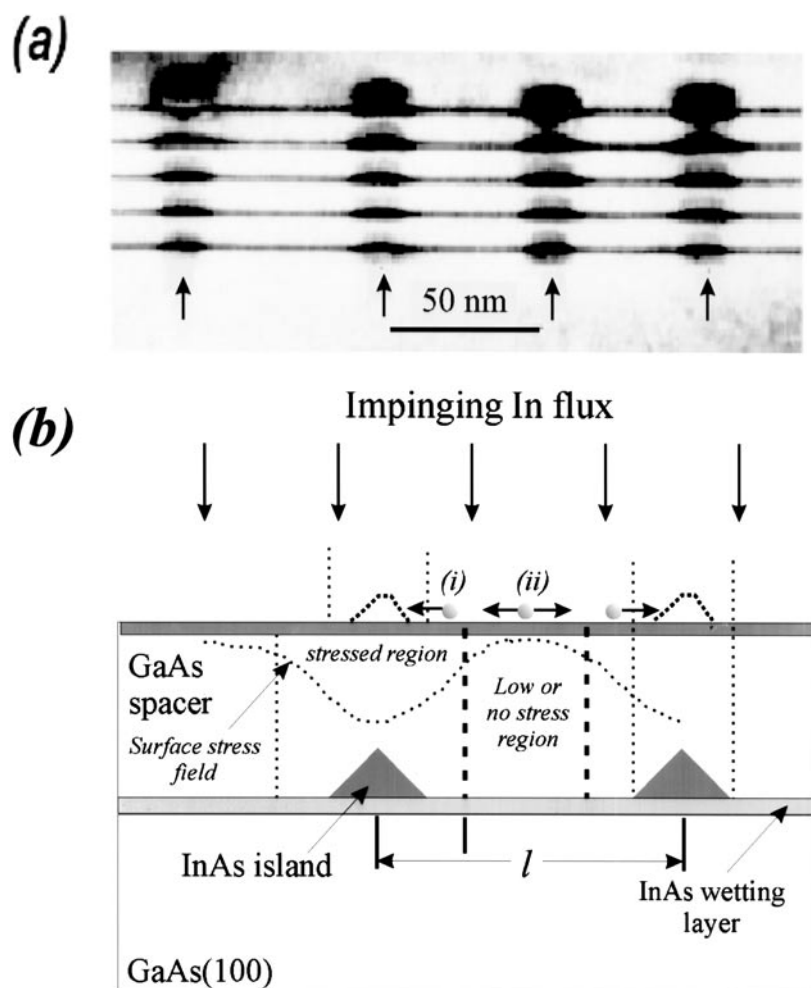 (a)
50 nm
(b)
Impinging In flux
(i)
(ii)
stressed region
GaAs
spacer
Low or
no stress
region
Surface stress
field
InAs island
l
InAs wetting
layer
GaAs(100)